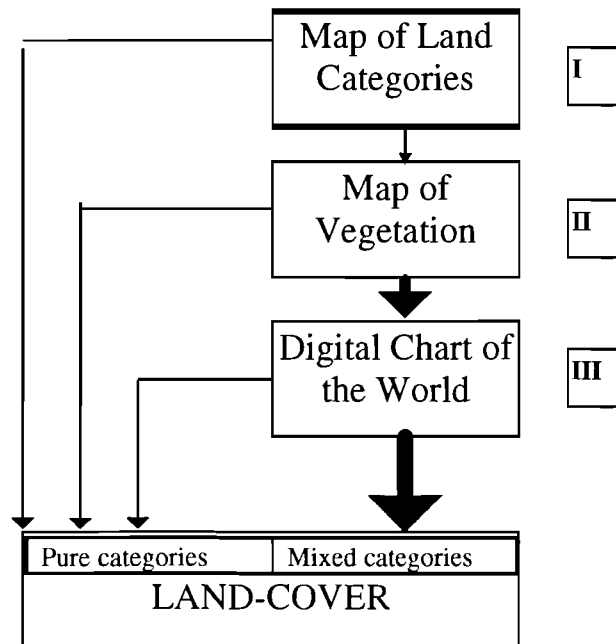 Map of Land
Categories
I
Map of
Vegetation
II
Digital Chart of
the World
III
Pure categories
Mixed categories
LAND-COVER